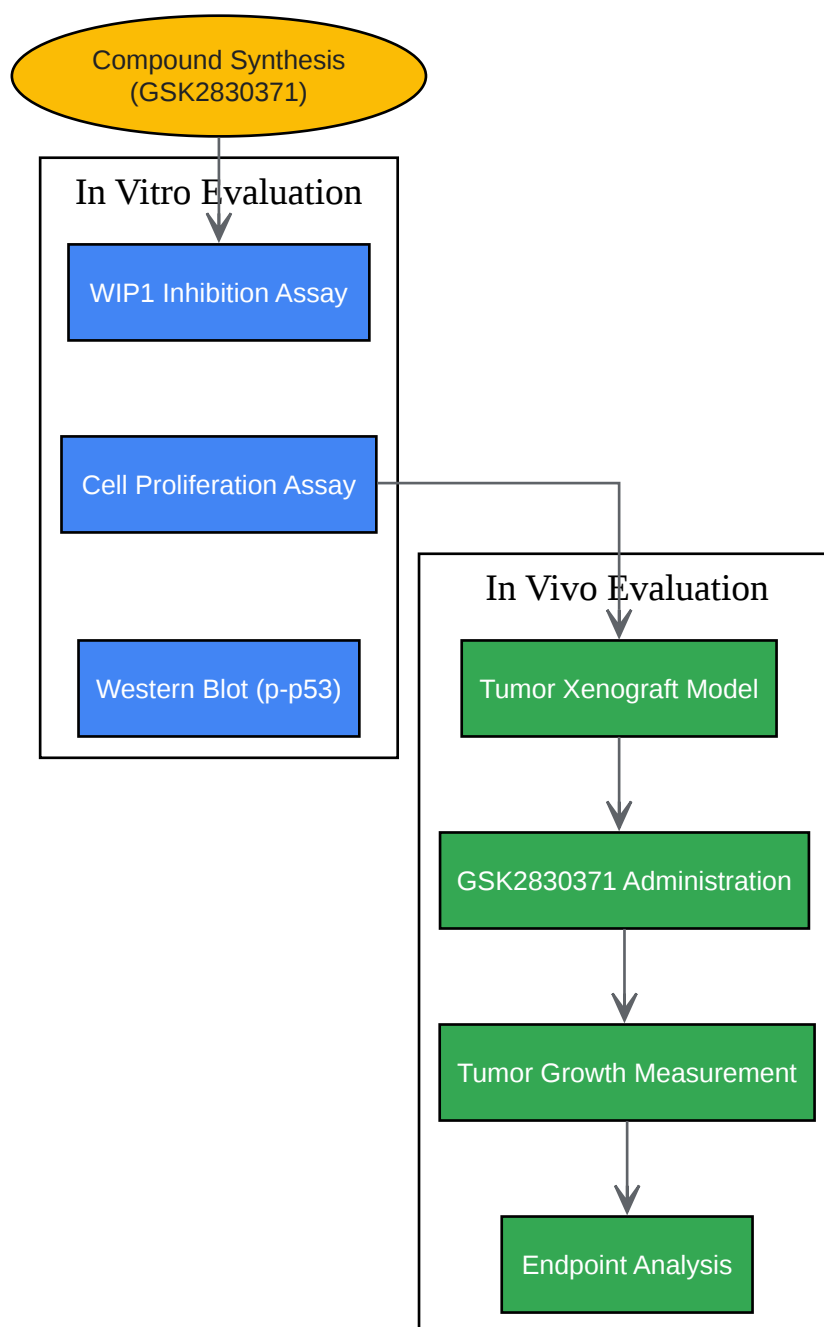 Compound Synthesis
(GSK2830371)
In Vitro Evaluation
WIP1 Inhibition Assay
Cell Proliferation Assay
Western Blot (p-p53)
In Vivo Evaluation
Tumor Xenograft Model
GSK2830371 Administration
Tumor Growth Measurement
Endpoint Analysis